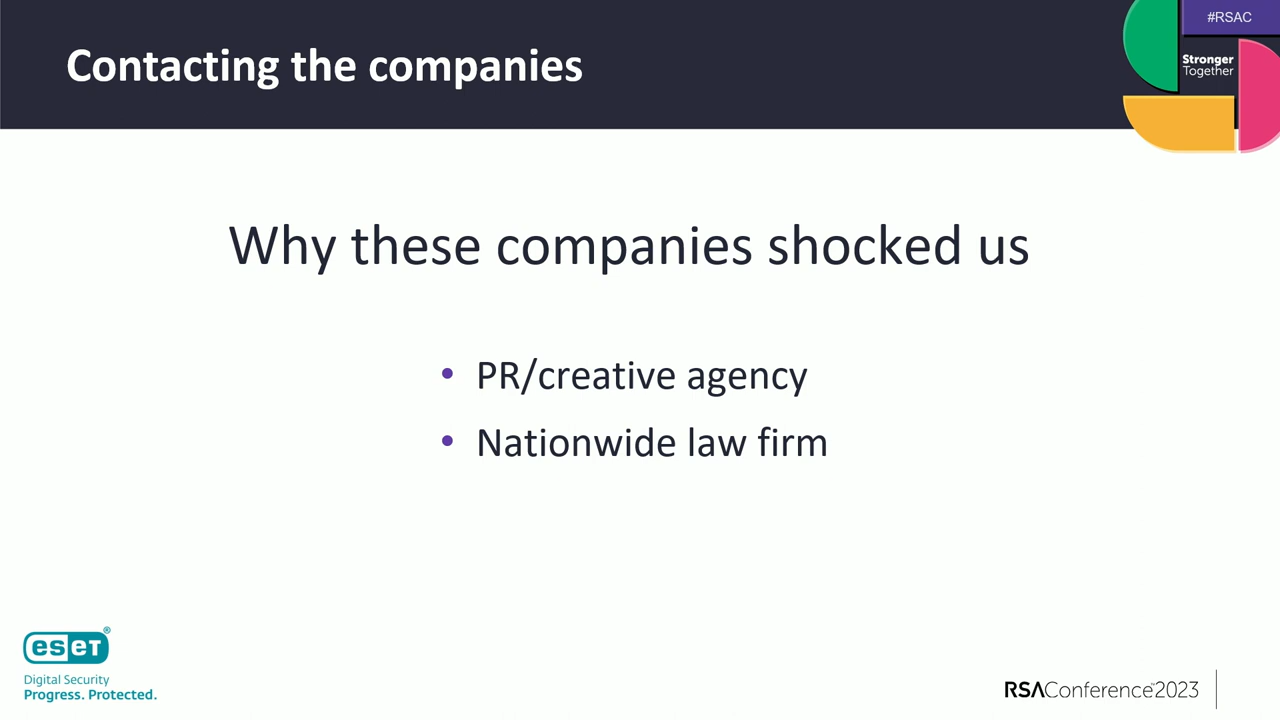 #RSAC
Contacting the companies
Stronger
Together
Why these companies shocked us
• PR/creative agency
• Nationwide law firm
eseT®
Digital Security
Progress. Protected.
RSAConference™2023